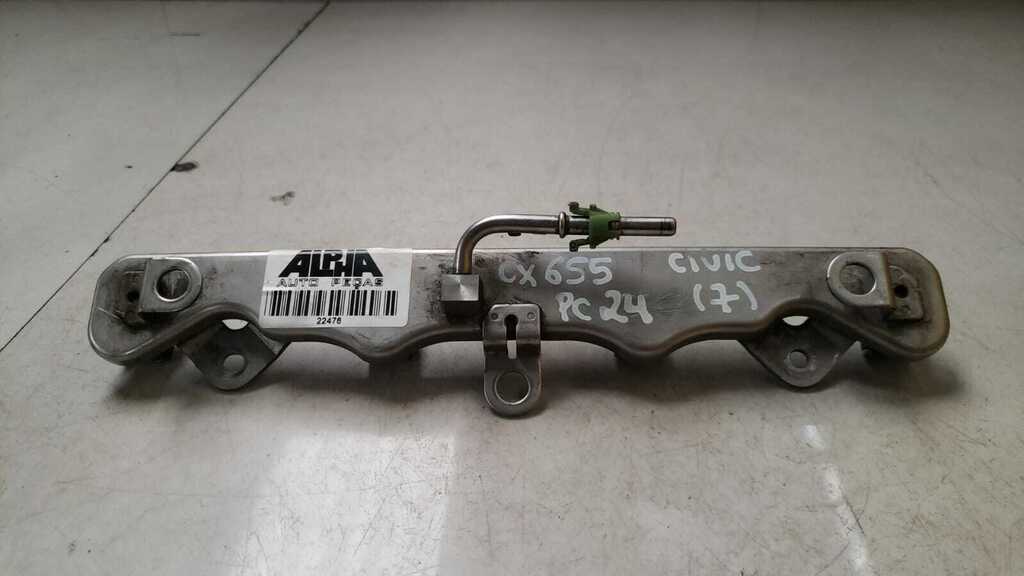 ALPHA
AUTO PEÇAS
22476
CX 655
PC 24
CIVIC
(7)